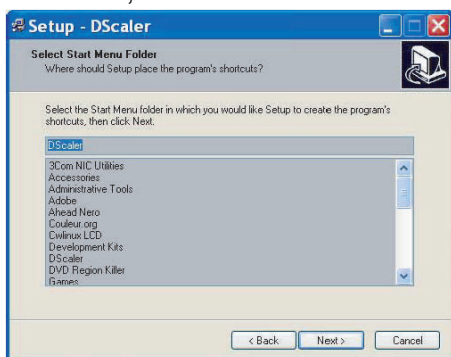 Setup - DScaler
Select Start Menu Folder
Where should Setup place the program's shortcuts?
Select the Start Menu folder in which you would like Setup to create the program's
shortcuts, then click Next.
DScaler
3Com NIC Utilities
Accessories
Administrative Tools
Adobe
Ahead Nero
Couleur.org
Cwlinux LCD
Development Kits
DScaler
DVD Region Killer
Games
< Back Next > Cancel